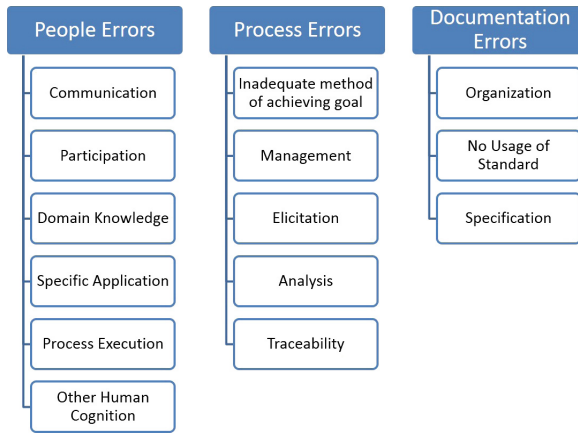 People Errors
Communication
Participation
Domain Knowledge
Specific Application
Process Execution
Other Human
Cognition
Process Errors
Inadequate method
of achieving goal
Management
Elicitation
Analysis
Traceability
Documentation
Errors
Organization
No Usage of
Standard
Specification